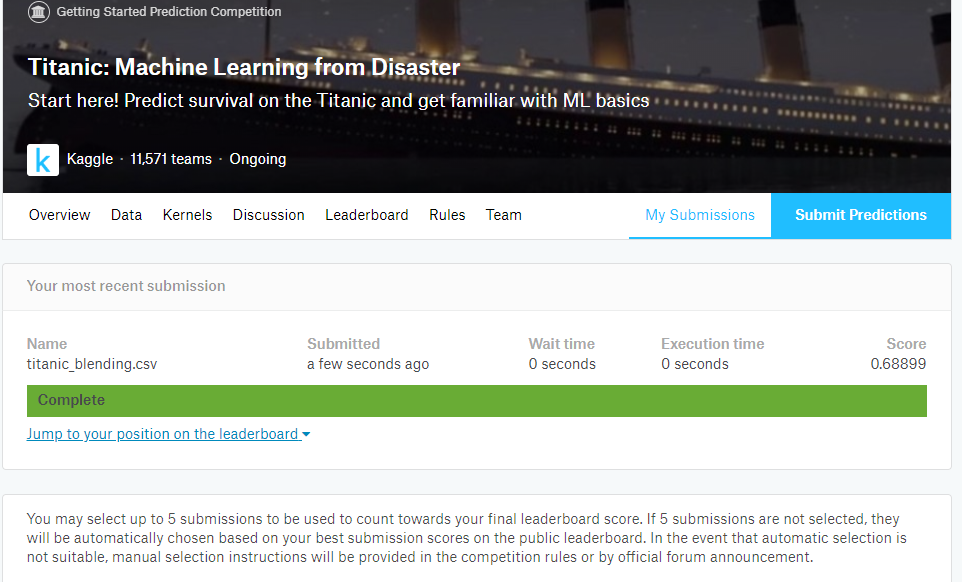 Getting Started Prediction Competition
Titanic: Machine Learning from Disaster
Start here! Predict survival on the Titanic and get familiar with ML basics
k Kaggle · 11,571 teams · Ongoing
Overview Data Kernels Discussion Leaderboard Rules Team My Submissions Submit Predictions
Your most recent submission
Name Submitted Wait time Execution time Score
titanic_blending.csv a few seconds ago 0 seconds 0 seconds 0.68899
Complete
Jump to your position on the leaderboard
You may select up to 5 submissions to be used to count towards your final leaderboard score. If 5 submissions are not selected, they
will be automatically chosen based on your best submission scores on the public leaderboard. In the event that automatic selection is
not suitable, manual selection instructions will be provided in the competition rules or by official forum announcement.